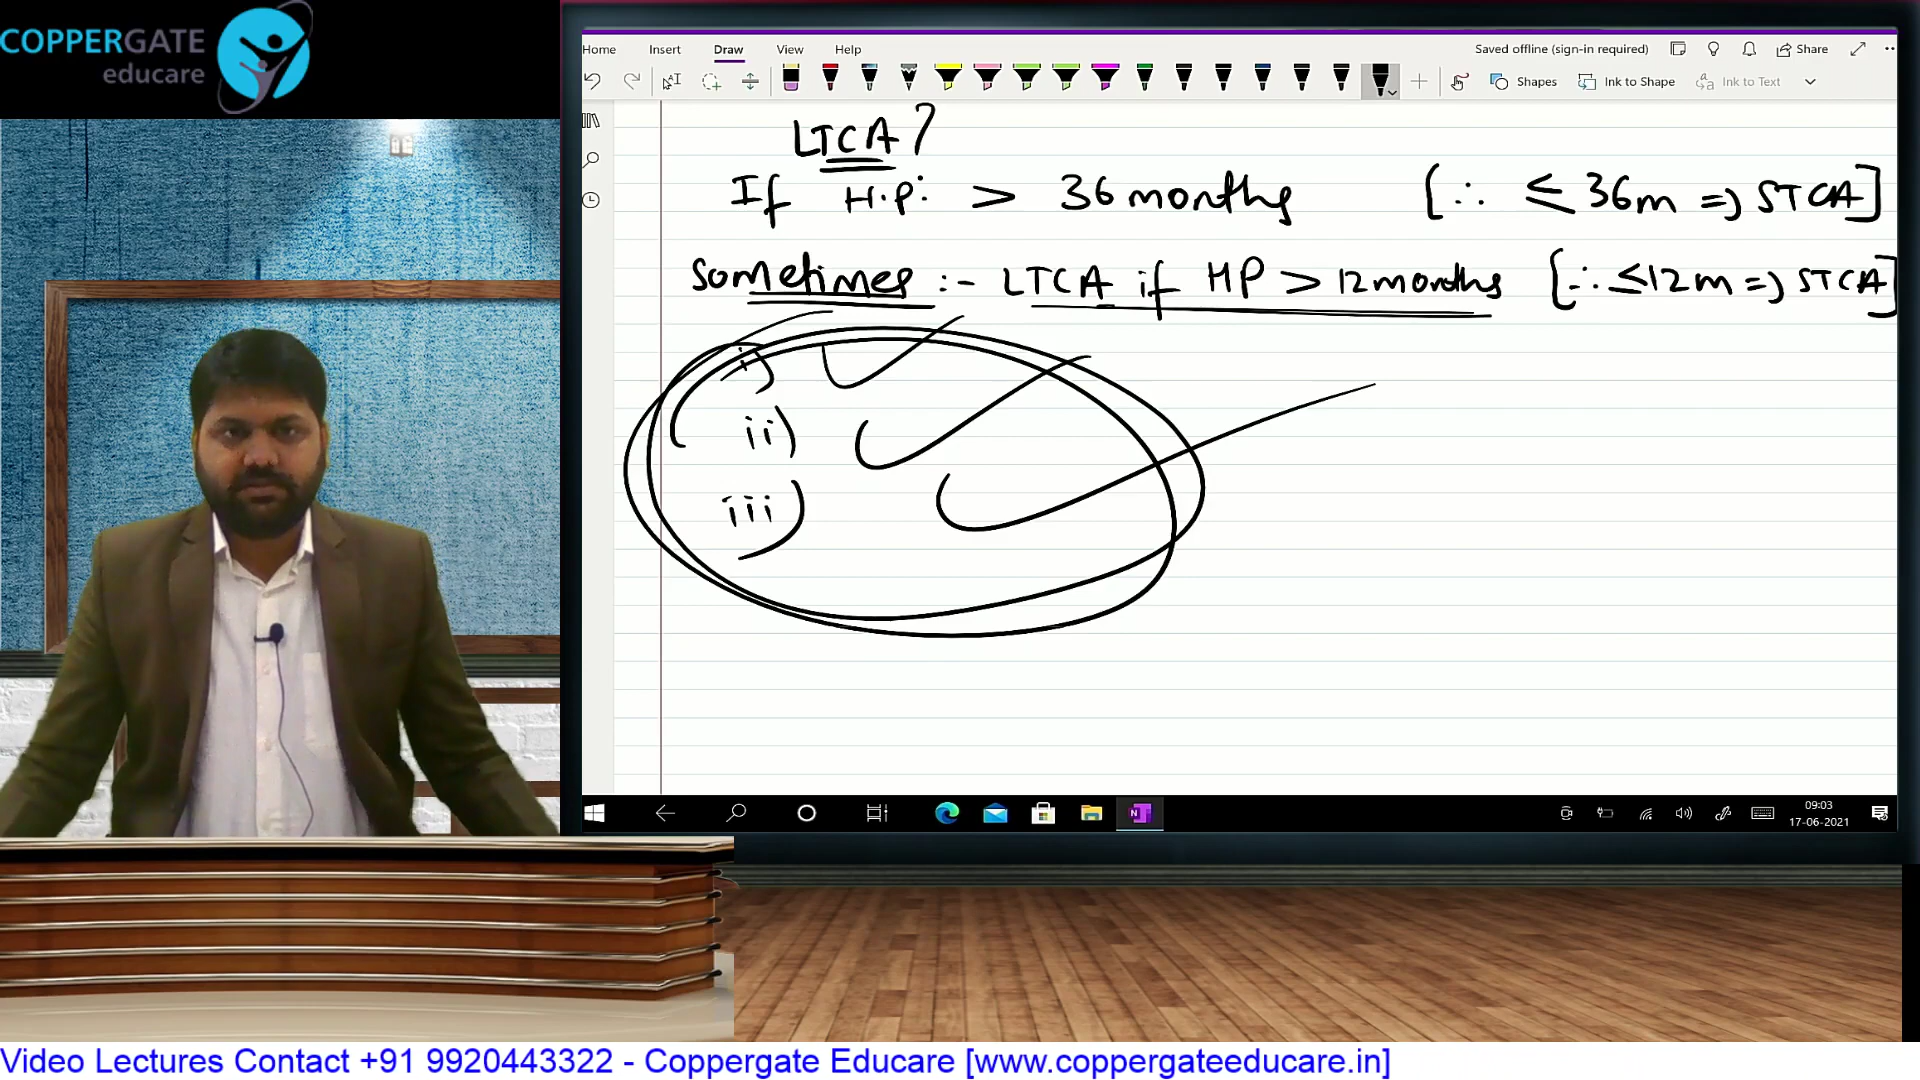 COPPERGATE
educare
Home Insert Draw View Help Saved offline (sign-in required) Share
Shapes Ink to Shape Ink to Text
LTCA?
If H.P. > 36 months [∴ ≤ 36m => STCA]
Sometimes :- LTCA if HP > 12 months [∴ ≤ 12m => STCA]
i)
ii)
iii)
09:03
17-06-2021
Video Lectures Contact +91 9920443322 - Coppergate Educare [www.coppergateeducare.in]